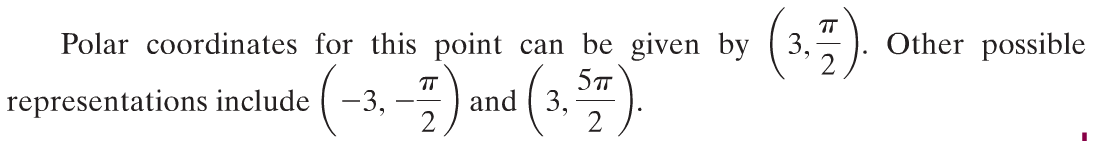 Polar coordinates for this point can be given by (3, π/2). Other possible
representations include (−3, −π/2) and (3, 5π/2).